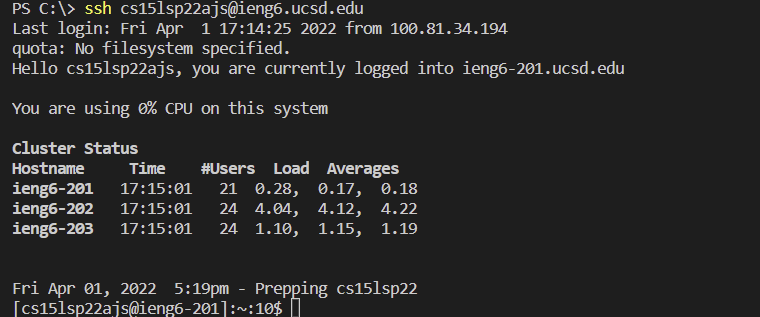 PS C:\> ssh cs15lsp22ajs@ieng6.ucsd.edu
Last login: Fri Apr  1 17:14:25 2022 from 100.81.34.194
quota: No filesystem specified.
Hello cs15lsp22ajs, you are currently logged into ieng6-201.ucsd.edu
You are using 0% CPU on this system
Cluster Status
Hostname     Time    #Users  Load  Averages
ieng6-201   17:15:01   21  0.28,  0.17,  0.18
ieng6-202   17:15:01   24  4.04,  4.12,  4.22
ieng6-203   17:15:01   24  1.10,  1.15,  1.19
Fri Apr 01, 2022  5:19pm - Prepping cs15lsp22
[cs15lsp22ajs@ieng6-201]:~:10$